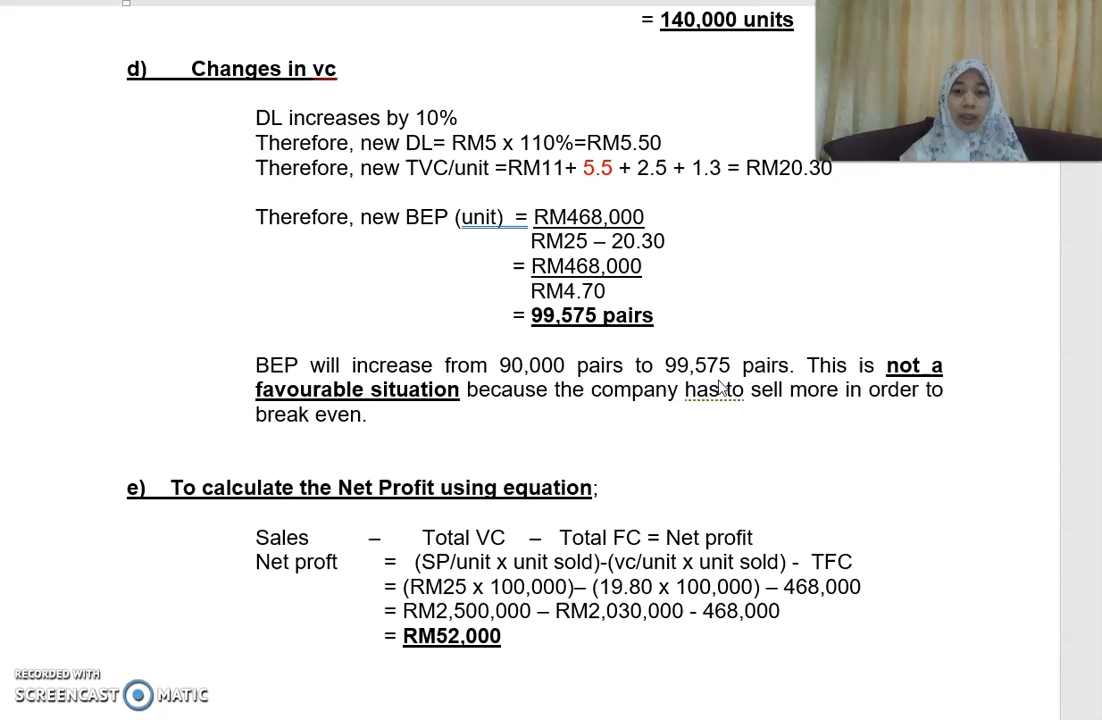 = 140,000 units
d) Changes in vc
DL increases by 10%
Therefore, new DL= RM5 x 110%=RM5.50
Therefore, new TVC/unit =RM11+ 5.5 + 2.5 + 1.3 = RM20.30
Therefore, new BEP (unit) = RM468,000
RM25 – 20.30
= RM468,000
RM4.70
= 99,575 pairs
BEP will increase from 90,000 pairs to 99,575 pairs. This is not a
favourable situation because the company has to sell more in order to
break even.
e) To calculate the Net Profit using equation;
Sales – Total VC – Total FC = Net profit
Net proft = (SP/unit x unit sold)-(vc/unit x unit sold) - TFC
= (RM25 x 100,000)– (19.80 x 100,000) – 468,000
= RM2,500,000 – RM2,030,000 - 468,000
= RM52,000
RECORDED WITH
SCREENCAST MATIC